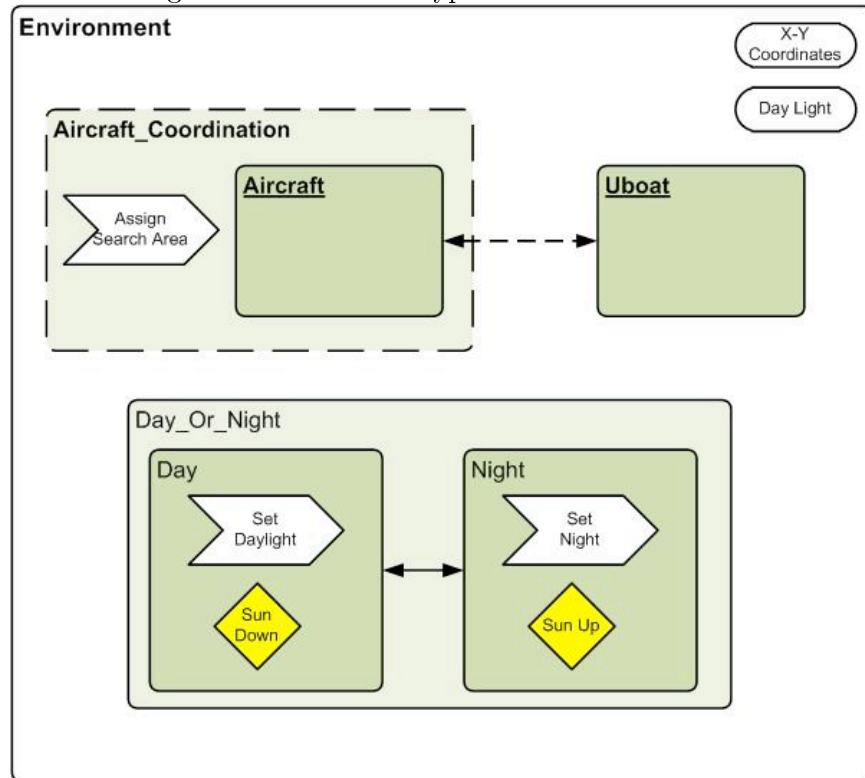 Environment
X-Y
Coordinates
Day Light
Aircraft_Coordination
Aircraft
Uboat
Assign
Search Area
Day_Or_Night
Day
Night
Set
Daylight
Set
Night
Sun
Down
Sun Up